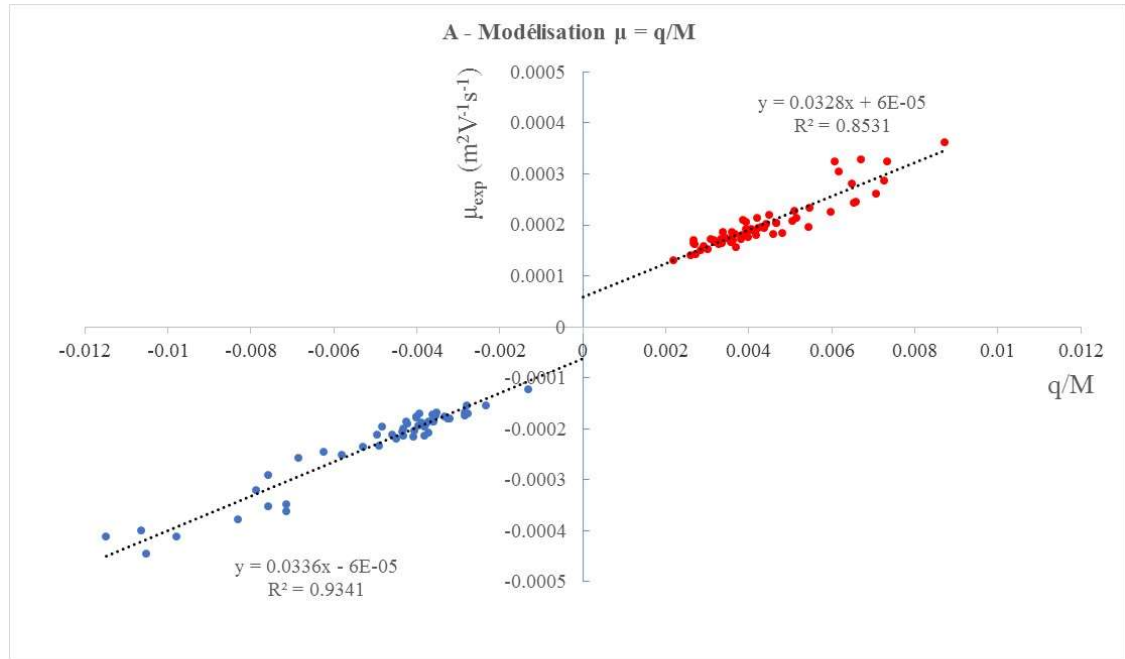 A - Modélisation µ = q/M
µexp (m²V⁻¹s⁻¹)
0.0005
0.0004
0.0003
0.0002
0.0001
0
-0.0001
-0.0002
-0.0003
-0.0004
-0.0005
y = 0.0328x + 6E-05
R² = 0.8531
-0.012 -0.01 -0.008 -0.006 -0.004 -0.002 0 0.002 0.004 0.006 0.008 0.01 0.012
q/M
y = 0.0336x - 6E-05
R² = 0.9341